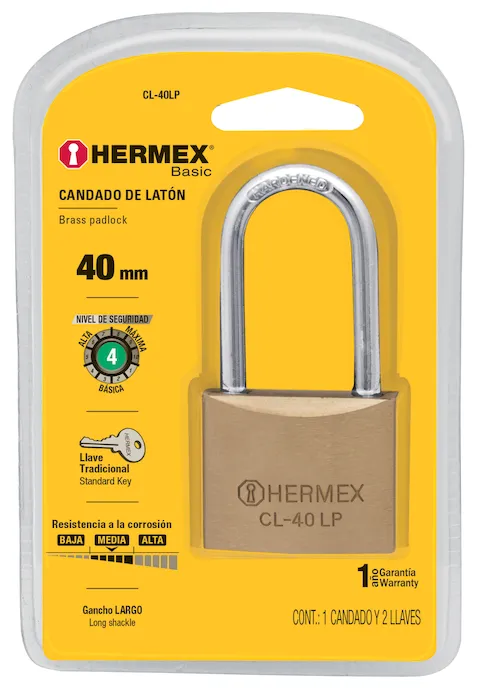 CL-40LP
HERMEX®
Basic
CANDADO DE LATÓN
Brass padlock
40 mm
NIVEL DE SEGURIDAD
ALTA
MÁXIMA
4
BÁSICA
HERMEX
Llave
Tradicional
Standard Key
Resistencia a la corrosión
BAJA MEDIA ALTA
Gancho LARGO
Long shackle
HARDENED
HERMEX
CL-40 LP
1 año Garantía
Warranty
CONT.: 1 CANDADO Y 2 LLAVES